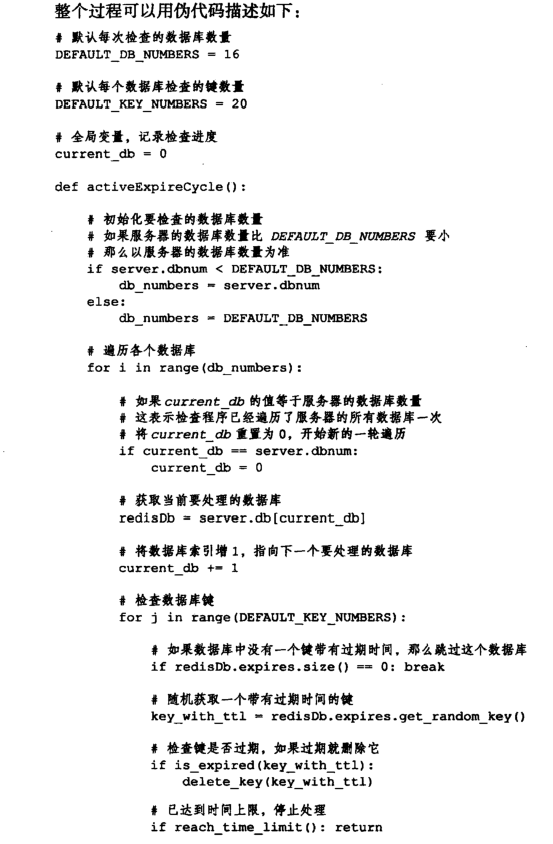 整个过程可以用伪代码描述如下：
# 默认每次检查的数据库数量
DEFAULT_DB_NUMBERS = 16
# 默认每个数据库检查的键数量
DEFAULT_KEY_NUMBERS = 20
# 全局变量，记录检查进度
current_db = 0
def activeExpireCycle():
# 初始化要检查的数据库数量
# 如果服务器的数据库数量比 DEFAULT_DB_NUMBERS 要小
# 那么以服务器的数据库数量为准
if server.dbnum < DEFAULT_DB_NUMBERS:
db_numbers = server.dbnum
else:
db_numbers = DEFAULT_DB_NUMBERS
# 遍历各个数据库
for i in range(db_numbers):
# 如果 current_db 的值等于服务器的数据库数量
# 这表示检查程序已经遍历了服务器的所有数据库一次
# 将 current_db 重置为 0，开始新的一轮遍历
if current_db == server.dbnum:
current_db = 0
# 获取当前要处理的数据库
redisDb = server.db[current_db]
# 将数据库索引增 1，指向下一个要处理的数据库
current_db += 1
# 检查数据库键
for j in range(DEFAULT_KEY_NUMBERS):
# 如果数据库中没有一个键带有过期时间，那么跳过这个数据库
if redisDb.expires.size() == 0: break
# 随机获取一个带有过期时间的键
key_with_ttl = redisDb.expires.get_random_key()
# 检查键是否过期，如果过期就删除它
if is_expired(key_with_ttl):
delete_key(key_with_ttl)
# 已达到时间上限，停止处理
if reach_time_limit(): return